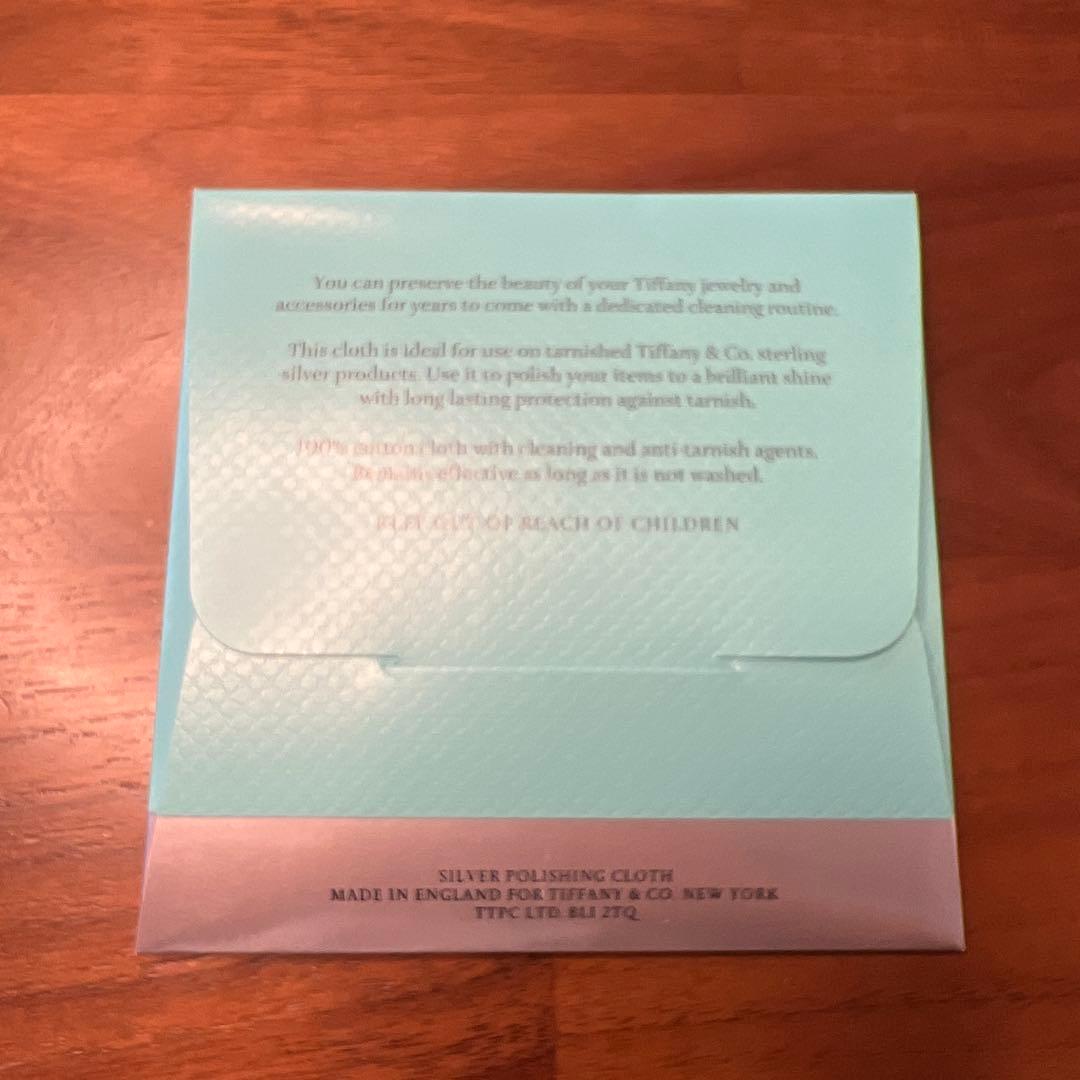 You can preserve the beauty of your Tiffany jewelry and
accessories for years to come with a dedicated cleaning routine.
This cloth is ideal for use on tarnished Tiffany & Co. sterling
silver products. Use it to polish your items to a brilliant shine
with long lasting protection against tarnish.
100% cotton cloth with cleaning and anti-tarnish agents.
Remains effective as long as it is not washed.
KEEP OUT OF REACH OF CHILDREN
SILVER POLISHING CLOTH
MADE IN ENGLAND FOR TIFFANY & CO. NEW YORK
TTPC LTD. BL1 2TQ